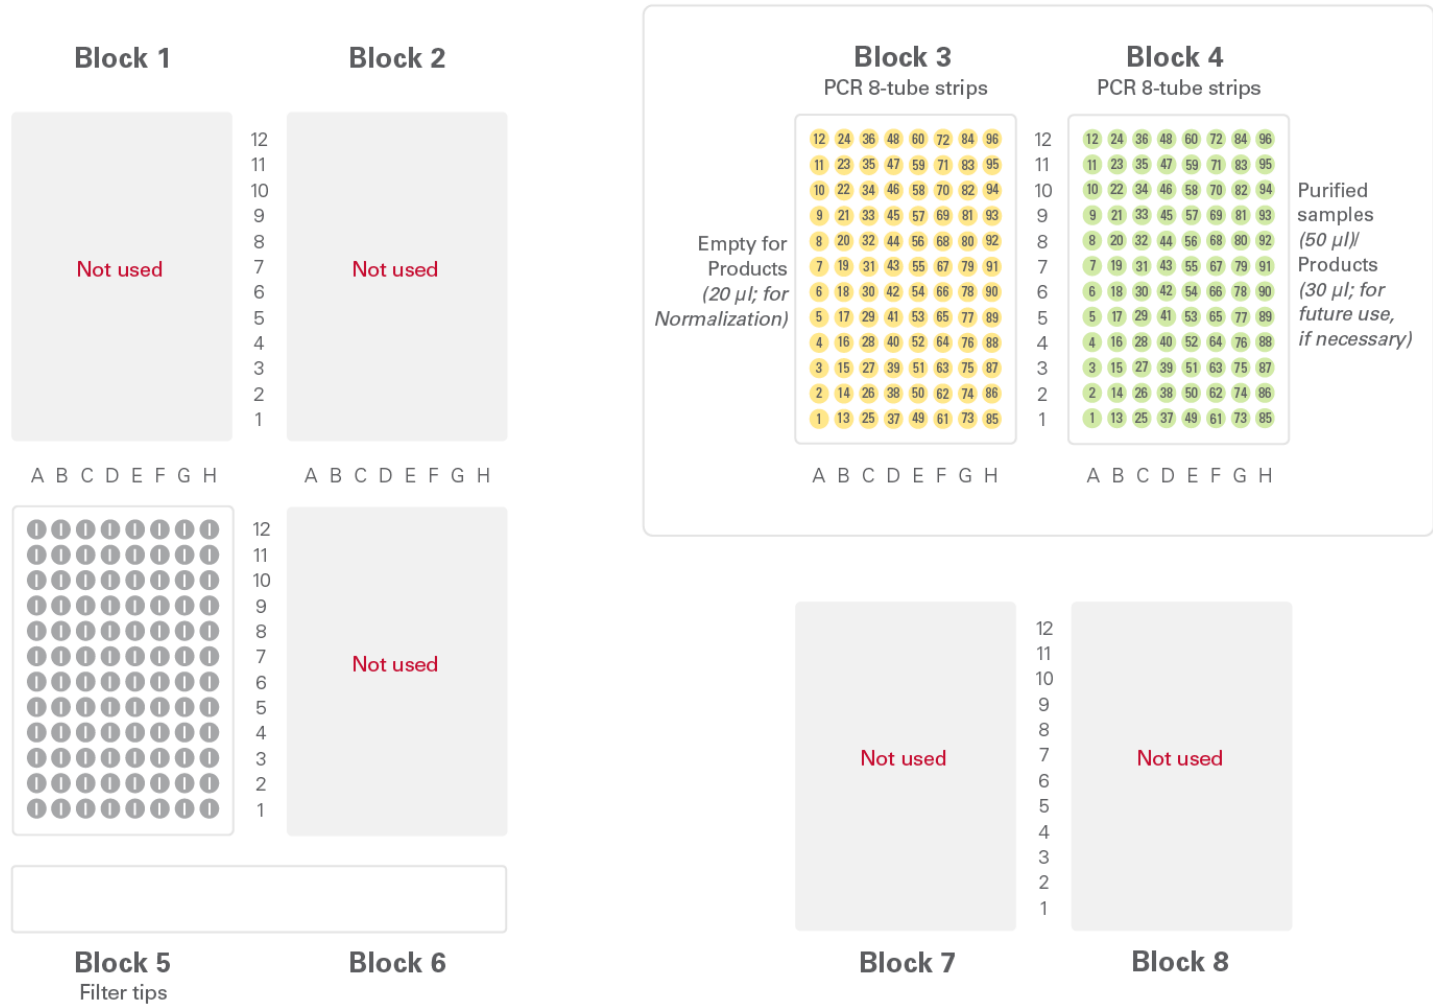 Block 1
Block 2
Block 3
PCR 8-tube strips
Block 4
PCR 8-tube strips
Not used
12
11
10
9
8
7
6
5
4
3
2
1
Not used
A B C D E F G H
A B C D E F G H
Empty for
Products
(20 µl; for
Normalization)
12 24 36 48 60 72 84 96
11 23 35 47 59 71 83 95
10 22 34 46 58 70 82 94
9 21 33 45 57 69 81 93
8 20 32 44 56 68 80 92
7 19 31 43 55 67 79 91
6 18 30 42 54 66 78 90
5 17 29 41 53 65 77 89
4 16 28 40 52 64 76 88
3 15 27 39 51 63 75 87
2 14 26 38 50 62 74 86
1 13 25 37 49 61 73 85
12
11
10
9
8
7
6
5
4
3
2
1
12 24 36 48 60 72 84 96
11 23 35 47 59 71 83 95
10 22 34 46 58 70 82 94
9 21 33 45 57 69 81 93
8 20 32 44 56 68 80 92
7 19 31 43 55 67 79 91
6 18 30 42 54 66 78 90
5 17 29 41 53 65 77 89
4 16 28 40 52 64 76 88
3 15 27 39 51 63 75 87
2 14 26 38 50 62 74 86
1 13 25 37 49 61 73 85
Purified
samples
(50 µl)/
Products
(30 µl; for
future use,
if necessary)
A B C D E F G H
A B C D E F G H
12
11
10
9
8
7
6
5
4
3
2
1
Not used
Block 5
Filter tips
Block 6
Not used
12
11
10
9
8
7
6
5
4
3
2
1
Not used
Block 7
Block 8